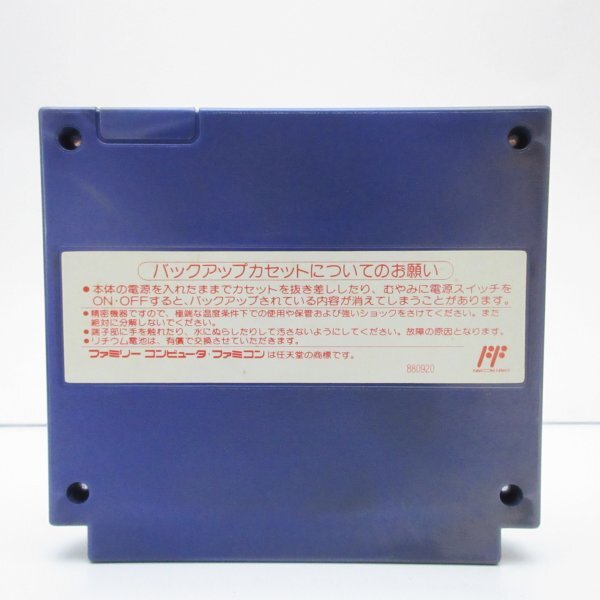 バックアップカセットについてのお願い
●本体の電源を入れたままでカセットを抜き差ししたり、むやみに電源スイッチを
ON・OFFすると、バックアップされている内容が消えてしまうことがあります。
●精密機器ですので、極端な温度条件下での使用や保管および強いショックをさけてください。また
絶対に分解しないでください。
●端子部に手を触れたり、水にぬらしたりして汚さないようにしてください。故障の原因となります。
●リチウム電池は、有償で交換させていただきます。
ファミリーコンピュータ・ファミコンは任天堂の商標です。
880920